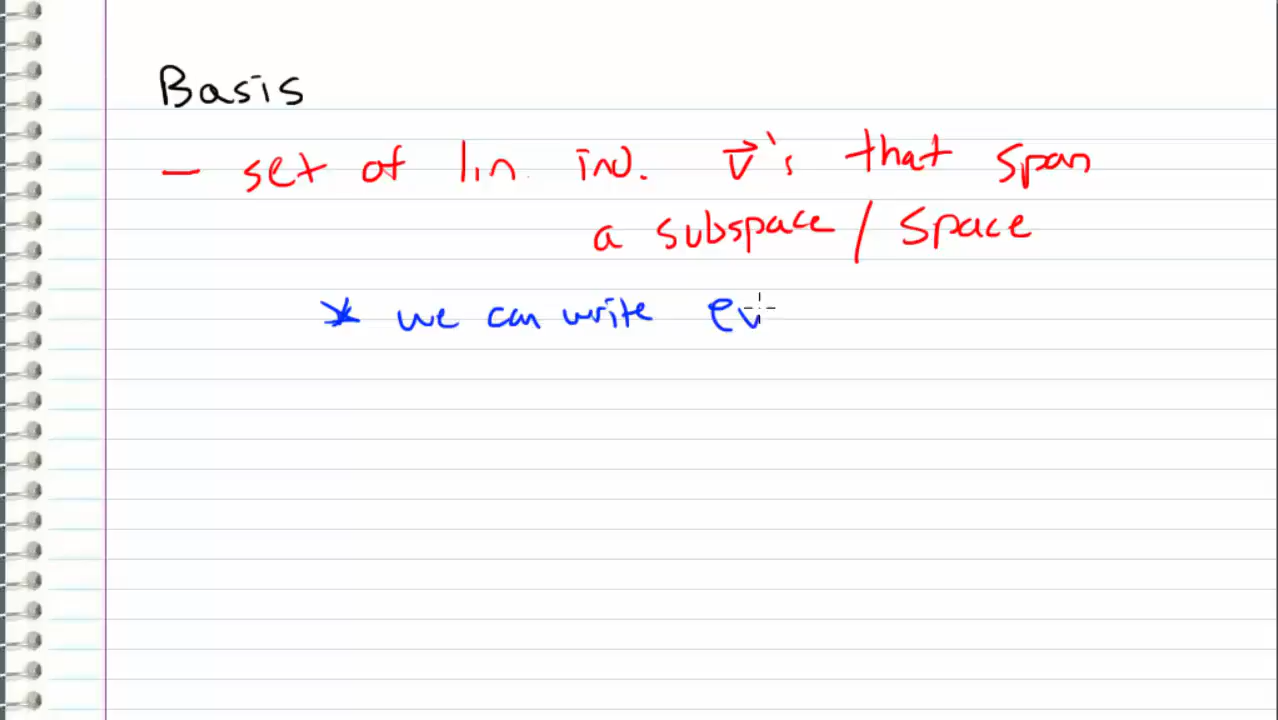 Basis
- set of lin. ind. v⃗'s that span
a subspace / space
* we can write ev